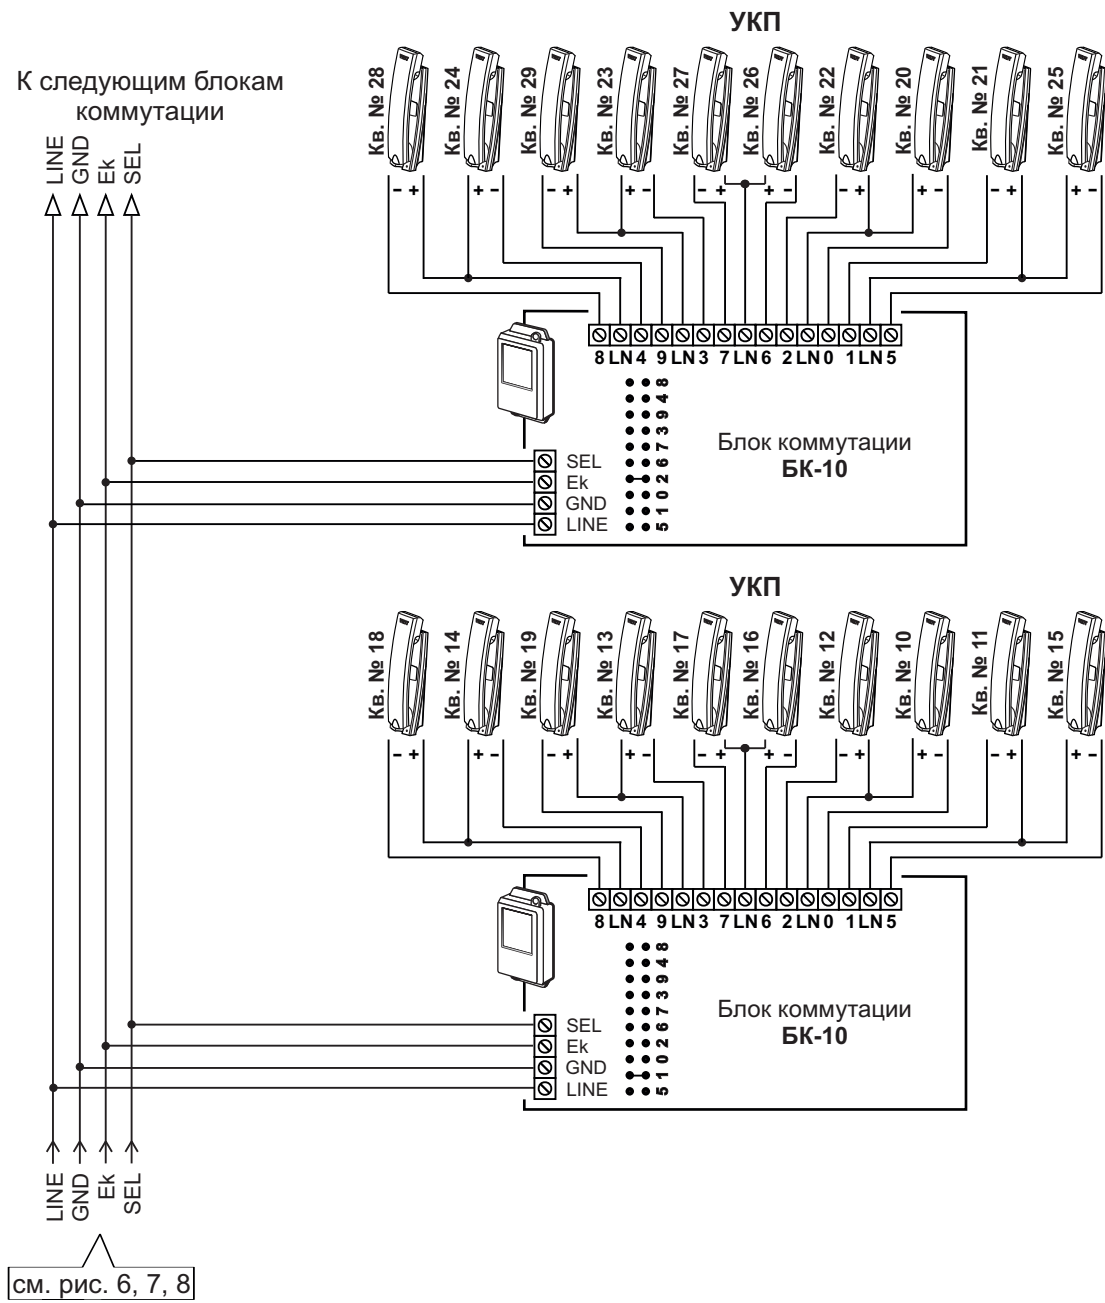 УКП
К следующим блокам
коммутации
LINE
GND
Ek
SEL
Кв. № 28
Кв. № 24
Кв. № 29
Кв. № 23
Кв. № 27
Кв. № 26
Кв. № 22
Кв. № 20
Кв. № 21
Кв. № 25
- + + - - + + - - + + - - + + - - + + -
8 LN 4 9 LN 3 7 LN 6 2 LN 0 1 LN 5
8
4
9
3
7
6
2
0
1
5
Блок коммутации
БК-10
SEL
Ek
GND
LINE
УКП
Кв. № 18
Кв. № 14
Кв. № 19
Кв. № 13
Кв. № 17
Кв. № 16
Кв. № 12
Кв. № 10
Кв. № 11
Кв. № 15
- + + - - + + - - + + - - + + - - + + -
8 LN 4 9 LN 3 7 LN 6 2 LN 0 1 LN 5
8
4
9
3
7
6
2
0
1
5
Блок коммутации
БК-10
SEL
Ek
GND
LINE
LINE
GND
Ek
SEL
см. рис. 6, 7, 8